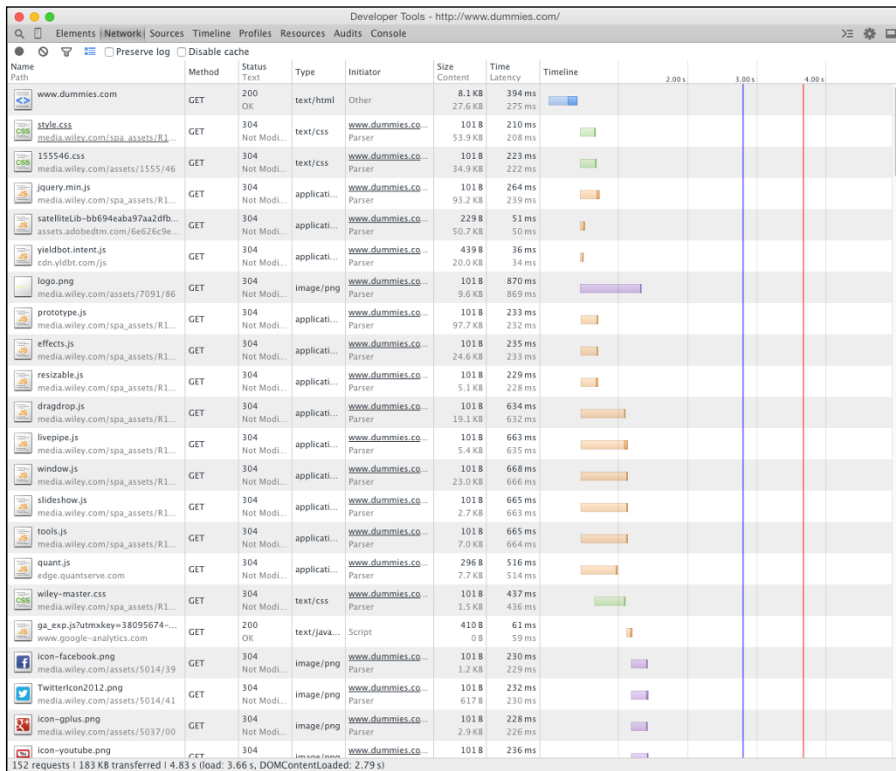 Developer Tools - http://www.dummies.com/
Elements Network Sources Timeline Profiles Resources Audits Console
Preserve log Disable cache
Name Method Status Type Initiator Size Time Timeline
Path Text Content Latency 2.00 s 3.00 s 4.00 s
www.dummies.com GET 200 text/html Other 8.1 KB 394 ms
OK 27.6 KB 275 ms
style.css GET 304 text/css www.dummies.co... 101 B 210 ms
media.wiley.com/spa_assets/R1... Not Modi... Parser 53.9 KB 208 ms
155546.css GET 304 text/css www.dummies.co... 101 B 223 ms
media.wiley.com/assets/1555/46 Not Modi... Parser 34.9 KB 222 ms
jquery.min.js GET 304 applicati... www.dummies.co... 101 B 264 ms
media.wiley.com/spa_assets/R1... Not Modi... Parser 93.2 KB 239 ms
satelliteLib-bb694eaba97aa2dfb... GET 304 applicati... www.dummies.co... 229 B 51 ms
assets.adobedtm.com/6e626c9e... Not Modi... Parser 50.7 KB 50 ms
yieldbot.intent.js GET 304 applicati... www.dummies.co... 439 B 36 ms
cdn.yldbt.com/js Not Modi... Parser 20.0 KB 34 ms
logo.png GET 304 image/png www.dummies.co... 101 B 870 ms
media.wiley.com/assets/7091/86 Not Modi... Parser 9.6 KB 869 ms
prototype.js GET 304 applicati... www.dummies.co... 101 B 233 ms
media.wiley.com/spa_assets/R1... Not Modi... Parser 97.7 KB 232 ms
effects.js GET 304 applicati... www.dummies.co... 101 B 235 ms
media.wiley.com/spa_assets/R1... Not Modi... Parser 24.6 KB 233 ms
resizable.js GET 304 applicati... www.dummies.co... 101 B 229 ms
media.wiley.com/spa_assets/R1... Not Modi... Parser 5.1 KB 228 ms
dragdrop.js GET 304 applicati... www.dummies.co... 101 B 634 ms
media.wiley.com/spa_assets/R1... Not Modi... Parser 19.1 KB 632 ms
livepipe.js GET 304 applicati... www.dummies.co... 101 B 663 ms
media.wiley.com/spa_assets/R1... Not Modi... Parser 5.4 KB 635 ms
window.js GET 304 applicati... www.dummies.co... 101 B 668 ms
media.wiley.com/spa_assets/R1... Not Modi... Parser 23.0 KB 666 ms
slideshow.js GET 304 applicati... www.dummies.co... 101 B 665 ms
media.wiley.com/spa_assets/R1... Not Modi... Parser 2.7 KB 663 ms
tools.js GET 304 applicati... www.dummies.co... 101 B 665 ms
media.wiley.com/spa_assets/R1... Not Modi... Parser 7.0 KB 664 ms
quant.js GET 304 applicati... www.dummies.co... 296 B 516 ms
edge.quantserve.com Not Modi... Parser 7.7 KB 514 ms
wiley-master.css GET 304 text/css www.dummies.co... 101 B 437 ms
media.wiley.com/spa_assets/R1... Not Modi... Parser 1.5 KB 436 ms
ga_exp.js?utmxkey=38095674-... GET 200 text/java... Script 410 B 61 ms
www.google-analytics.com OK 0 B 59 ms
icon-facebook.png GET 304 image/png www.dummies.co... 101 B 230 ms
media.wiley.com/assets/5014/39 Not Modi... Parser 1.2 KB 229 ms
TwitterIcon2012.png GET 304 image/png www.dummies.co... 101 B 232 ms
media.wiley.com/assets/5014/41 Not Modi... Parser 617 B 230 ms
icon-gplus.png GET 304 image/png www.dummies.co... 101 B 228 ms
media.wiley.com/assets/5037/00 Not Modi... Parser 2.9 KB 226 ms
icon-youtube.png 304 www.dummies.co... 101 B 236 ms
152 requests | 183 KB transferred | 4.83 s (load: 3.66 s, DOMContentLoaded: 2.79 s)